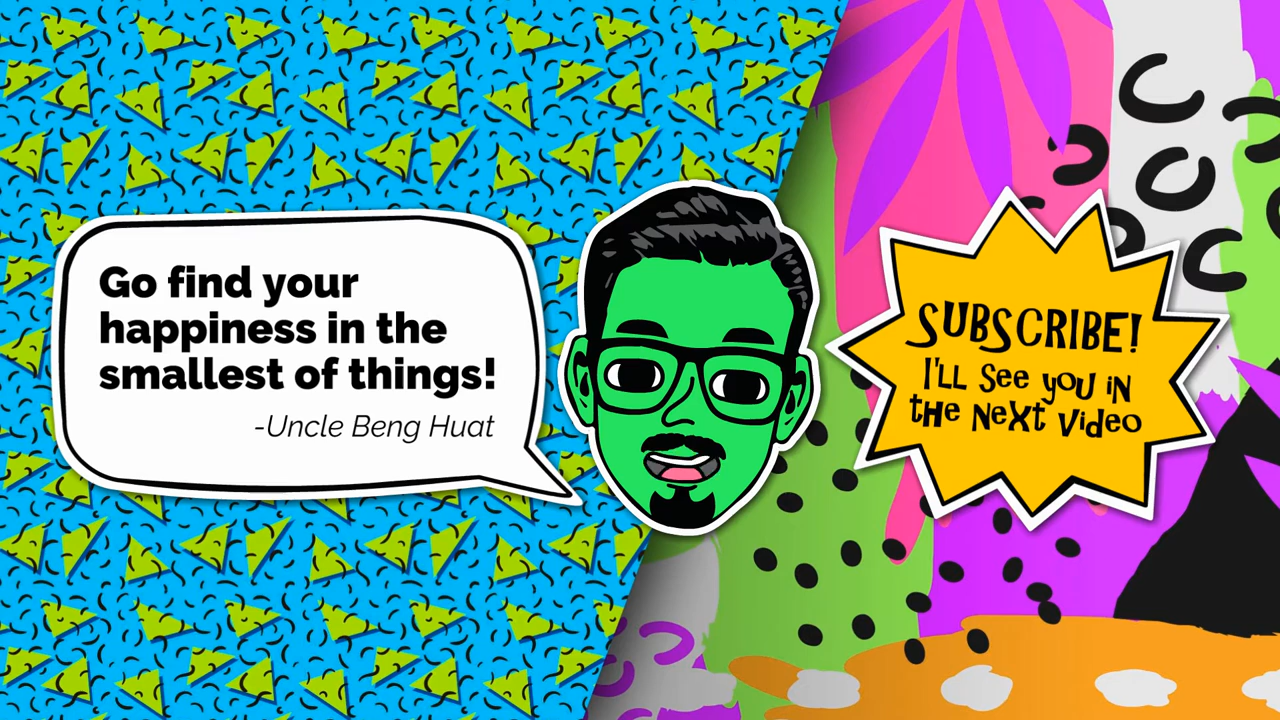 Go find your
happiness in the
smallest of things!
-Uncle Beng Huat
SUBSCRIBE!
I'LL See you iN
tHe NeXt Video